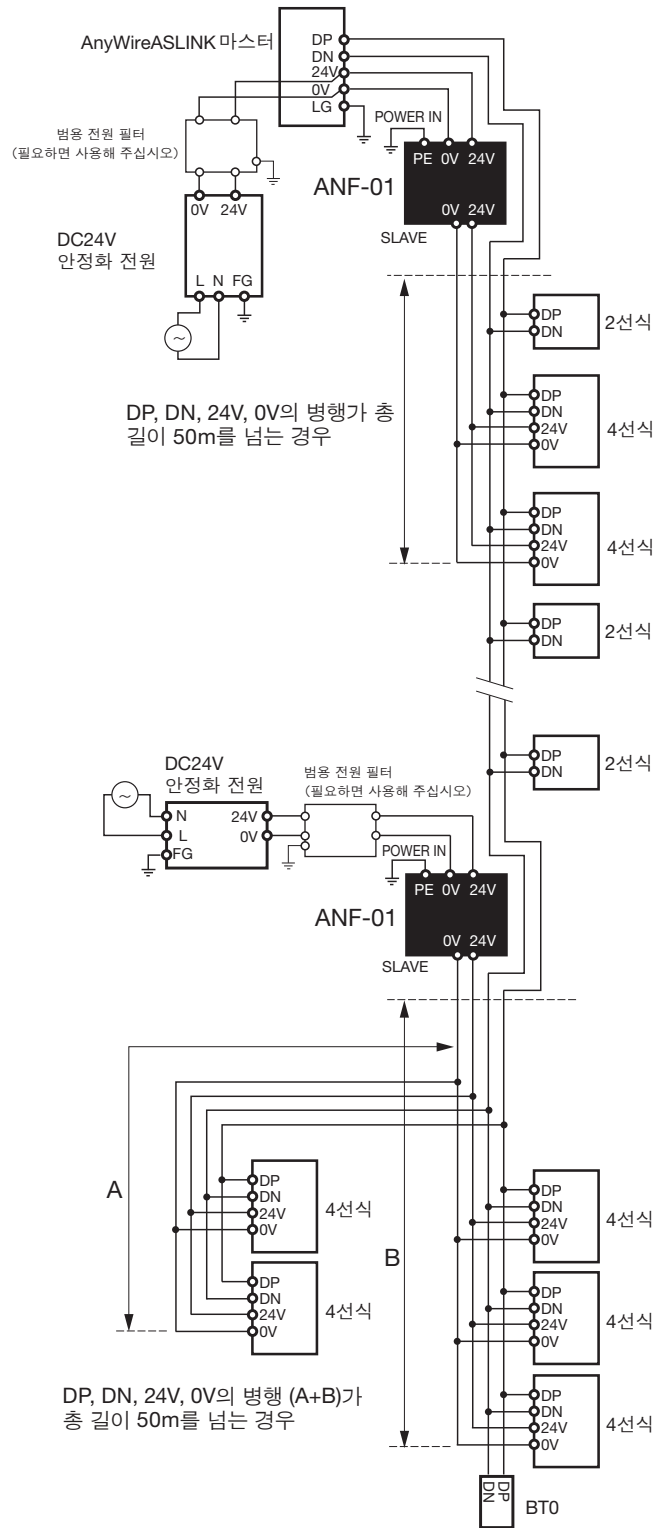 AnyWireASLINK 마스터
DP
DN
24V
0V
LG
범용 전원 필터
(필요하면 사용해 주십시오)
POWER IN
PE 0V 24V
ANF-01
0V 24V
SLAVE
0V 24V
DC24V
안정화 전원
L N FG
DP
DN
2선식
DP, DN, 24V, 0V의 병행가 총
길이 50m를 넘는 경우
DP
DN
24V
0V
4선식
DP
DN
24V
0V
4선식
DP
DN
2선식
DP
DN
2선식
DC24V
안정화 전원
범용 전원 필터
(필요하면 사용해 주십시오)
N
L
FG
24V
0V
POWER IN
PE 0V 24V
ANF-01
0V 24V
SLAVE
A
B
DP
DN
24V
0V
4선식
DP
DN
24V
0V
4선식
DP
DN
24V
0V
4선식
DP
DN
24V
0V
4선식
DP
DN
24V
0V
4선식
DP, DN, 24V, 0V의 병행 (A+B)가
총 길이 50m를 넘는 경우
DP
DN
BT0